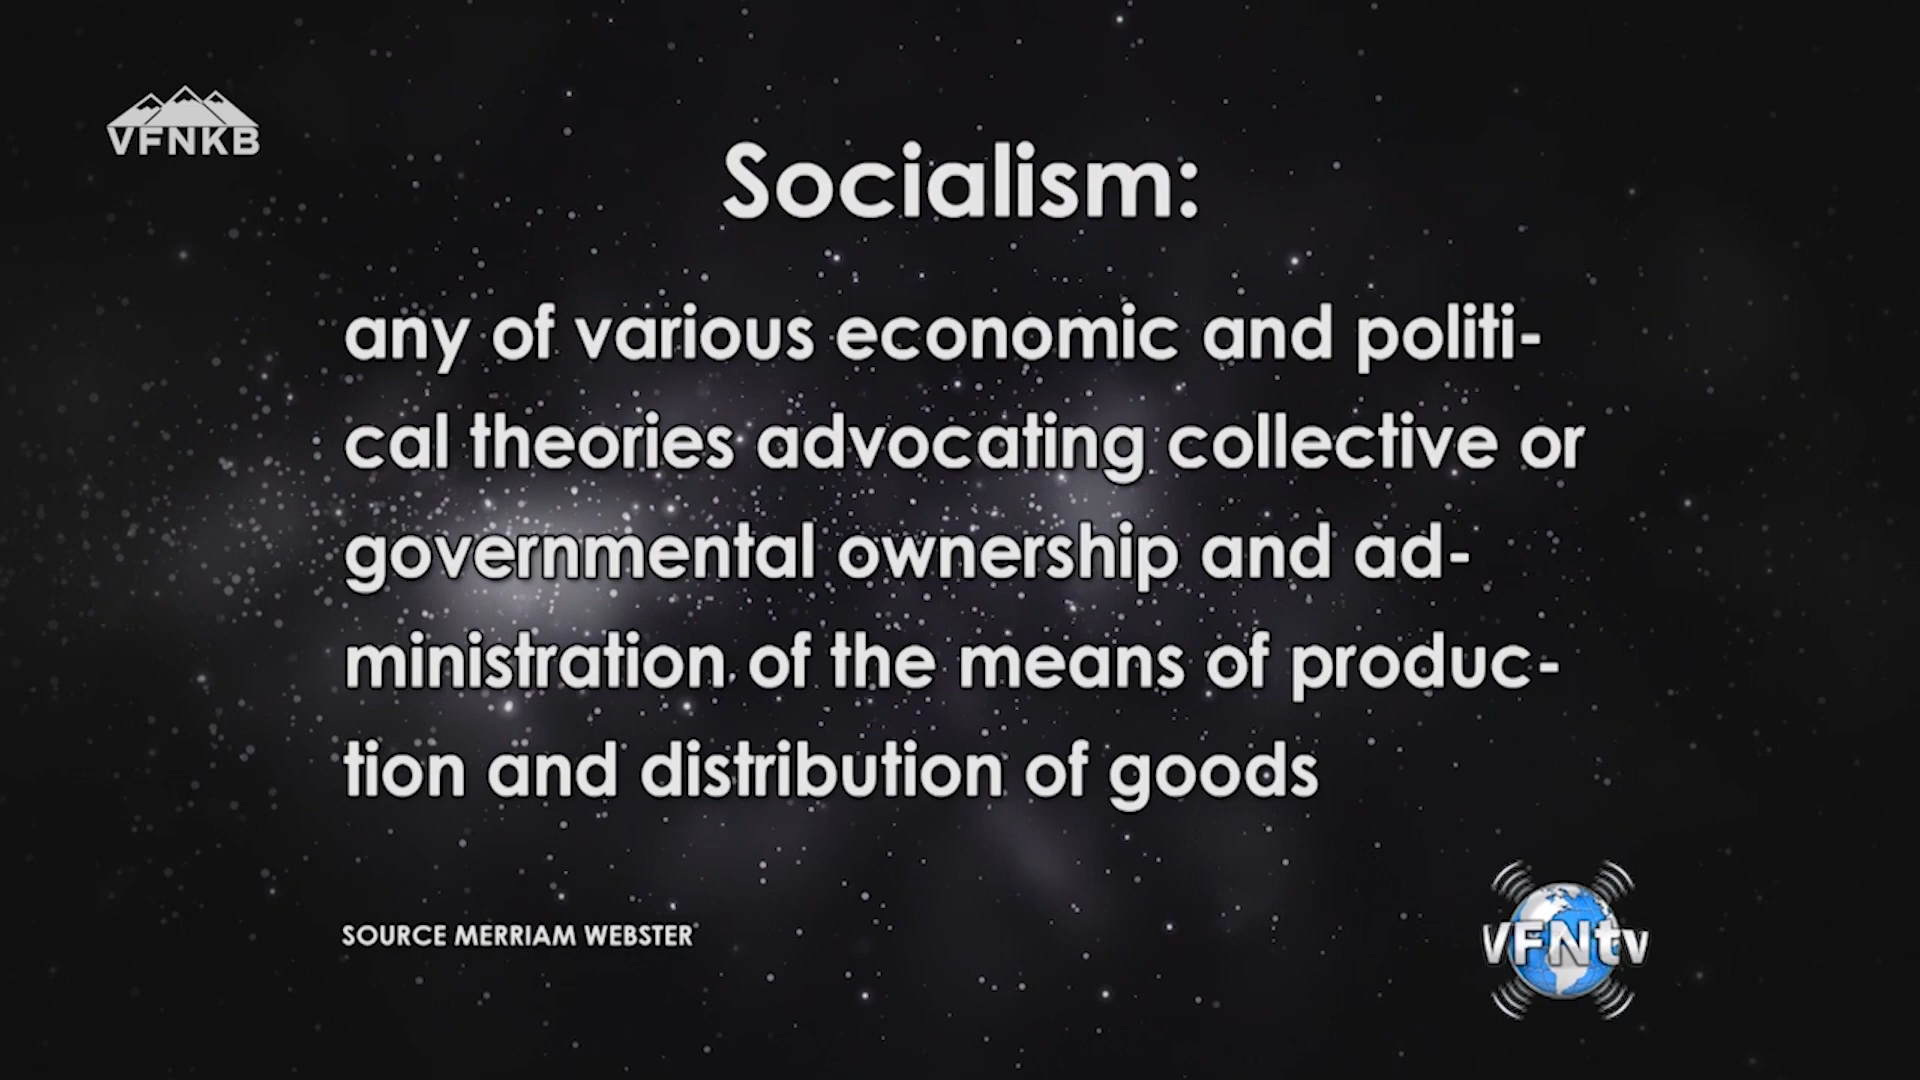 VFNKB
Socialism:
any of various economic and politi-
cal theories advocating collective or
governmental ownership and ad-
ministration of the means of produc-
tion and distribution of goods
SOURCE MERRIAM WEBSTER
VFNtv